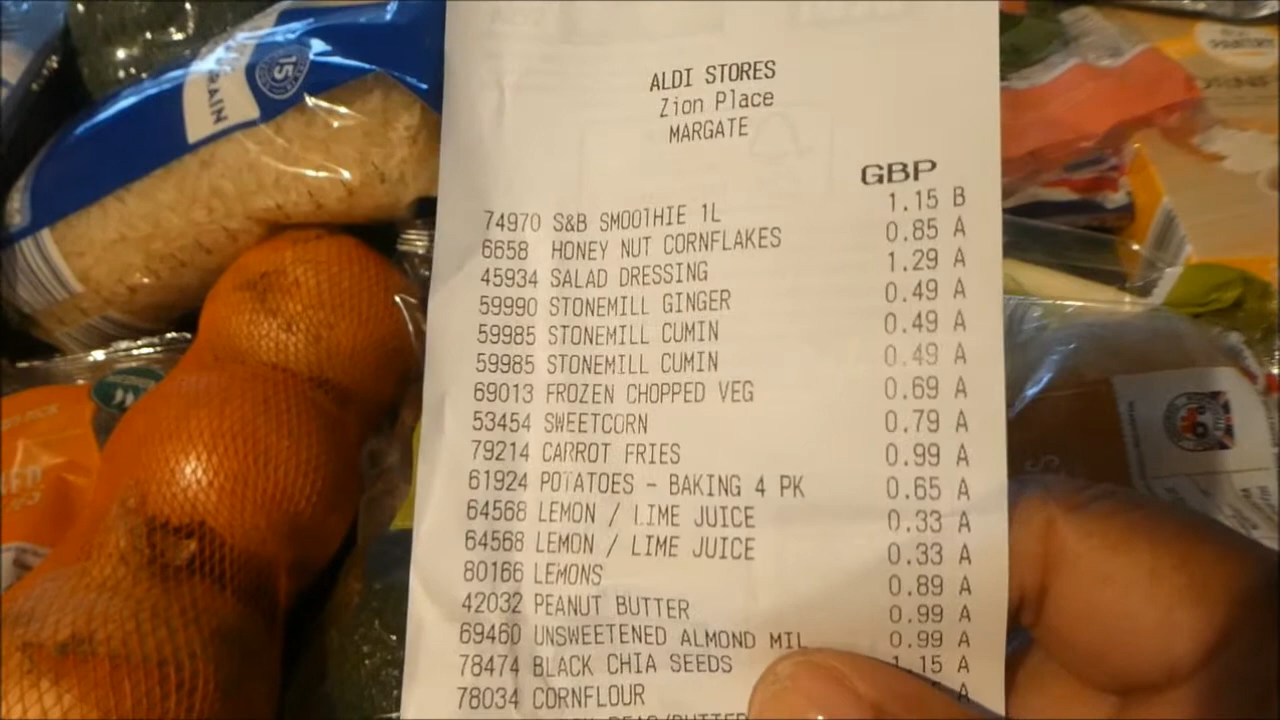 15
RAIN
ALDI STORES
Zion Place
MARGATE
GBP
74970 S&B SMOOTHIE 1L 1.15 B
6658 HONEY NUT CORNFLAKES 0.85 A
45934 SALAD DRESSING 1.29 A
59990 STONEMILL GINGER 0.49 A
59985 STONEMILL CUMIN 0.49 A
59985 STONEMILL CUMIN 0.49 A
69013 FROZEN CHOPPED VEG 0.69 A
53454 SWEETCORN 0.79 A
79214 CARROT FRIES 0.99 A
61924 POTATOES - BAKING 4 PK 0.65 A
64568 LEMON / LIME JUICE 0.33 A
64568 LEMON / LIME JUICE 0.33 A
80166 LEMONS 0.89 A
42032 PEANUT BUTTER 0.99 A
69460 UNSWEETENED ALMOND MIL 0.99 A
78474 BLACK CHIA SEEDS 1.15 A
78034 CORNFLOUR A